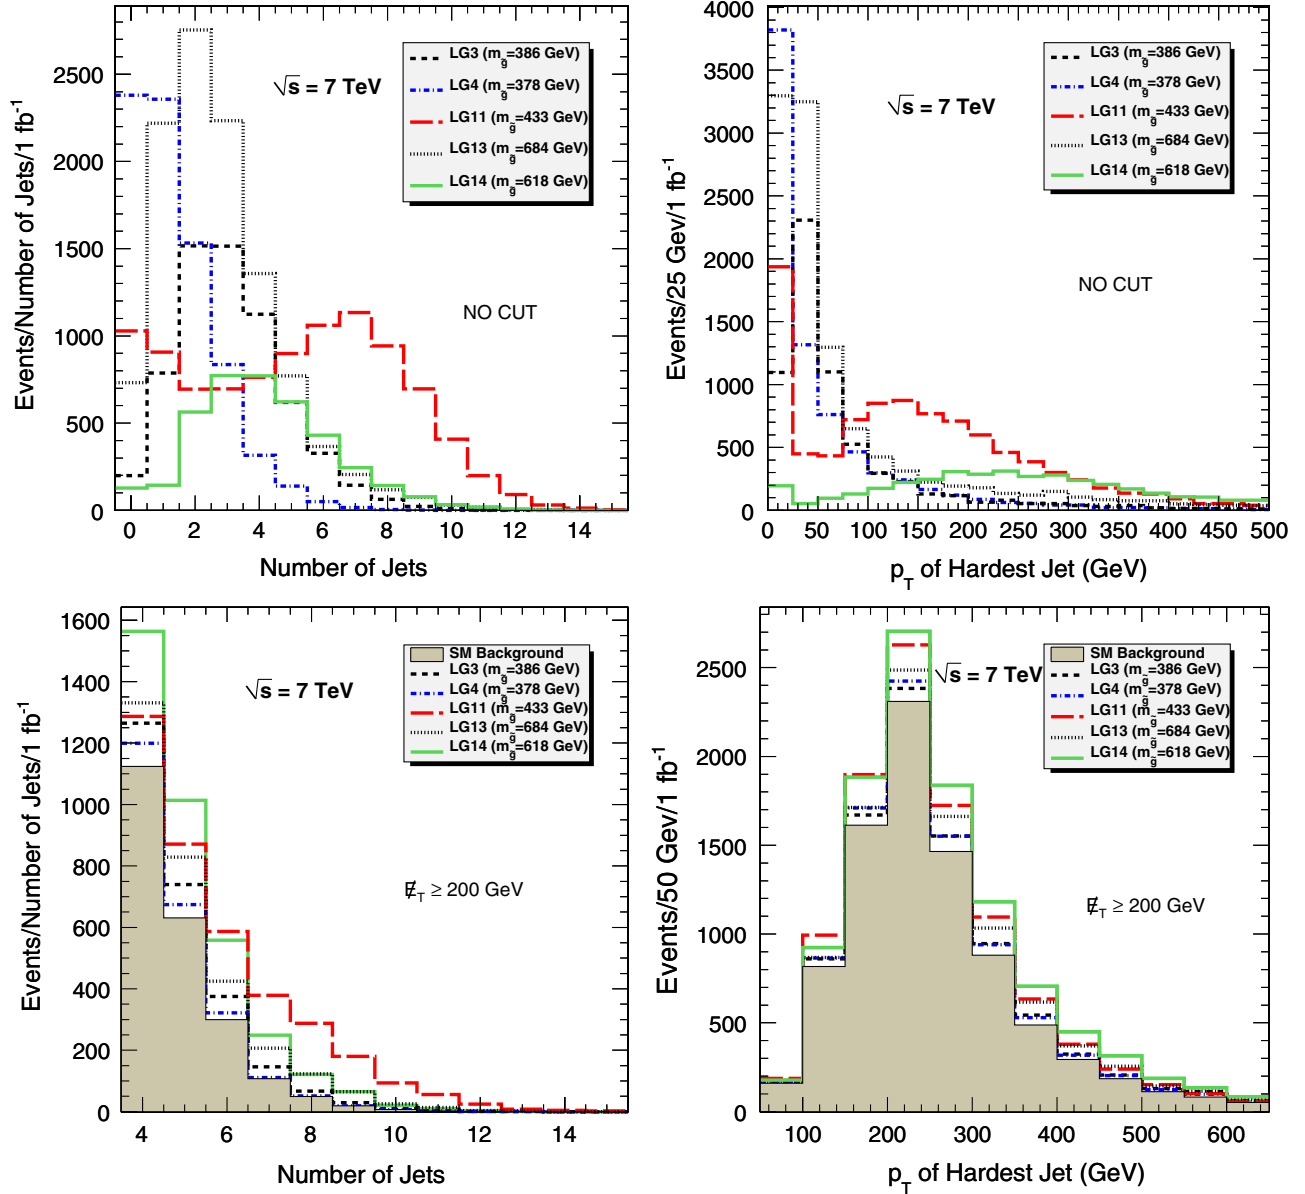 Events/Number of Jets/1 fb⁻¹
2500
2000
1500
1000
500
0
0 2 4 6 8 10 12 14
Number of Jets
√s = 7 TeV
LG3 (m_g̃=386 GeV)
LG4 (m_g̃=378 GeV)
LG11 (m_g̃=433 GeV)
LG13 (m_g̃=684 GeV)
LG14 (m_g̃=618 GeV)
NO CUT
Events/25 Gev/1 fb⁻¹
4000
3500
3000
2500
2000
1500
1000
500
0
0 50 100 150 200 250 300 350 400 450 500
p_T of Hardest Jet (GeV)
√s = 7 TeV
LG3 (m_g̃=386 GeV)
LG4 (m_g̃=378 GeV)
LG11 (m_g̃=433 GeV)
LG13 (m_g̃=684 GeV)
LG14 (m_g̃=618 GeV)
NO CUT
Events/Number of Jets/1 fb⁻¹
1600
1400
1200
1000
800
600
400
200
0
4 6 8 10 12 14
Number of Jets
√s = 7 TeV
SM Background
LG3 (m_g̃=386 GeV)
LG4 (m_g̃=378 GeV)
LG11 (m_g̃=433 GeV)
LG13 (m_g̃=684 GeV)
LG14 (m_g̃=618 GeV)
E̸_T ≥ 200 GeV
Events/50 Gev/1 fb⁻¹
2500
2000
1500
1000
500
0
100 200 300 400 500 600
p_T of Hardest Jet (GeV)
√s = 7 TeV
SM Background
LG3 (m_g̃=386 GeV)
LG4 (m_g̃=378 GeV)
LG11 (m_g̃=433 GeV)
LG13 (m_g̃=684 GeV)
LG14 (m_g̃=618 GeV)
E̸_T ≥ 200 GeV